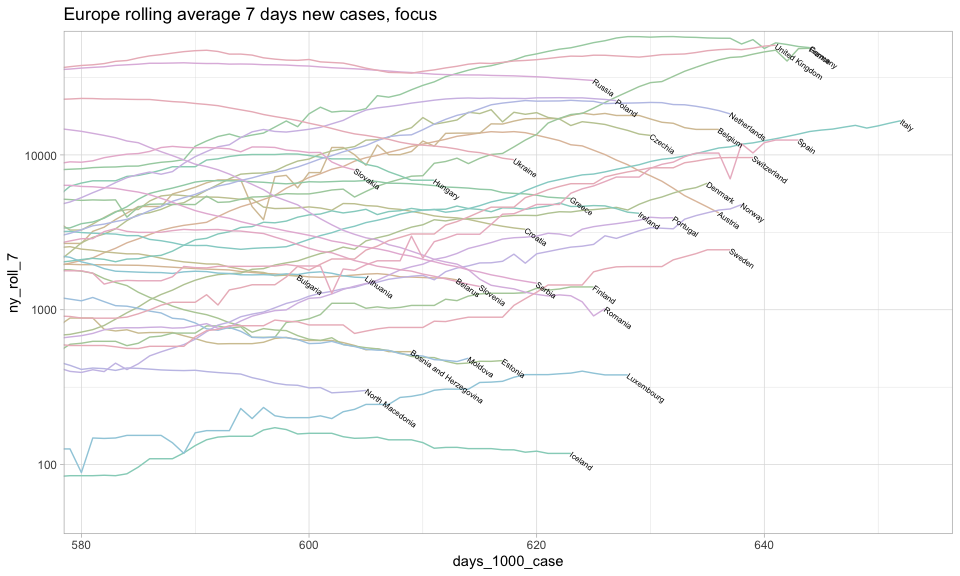 Europe rolling average 7 days new cases, focus
ny_roll_7
10000
1000
100
580
600
620
640
days_1000_case
United Kingdom
Germany
Russia
Poland
Netherlands
Italy
Czechia
Belgium
Spain
Ukraine
Switzerland
Slovakia
Hungary
Denmark
Norway
Greece
Ireland
Portugal
Austria
Croatia
Sweden
Bulgaria
Lithuania
Belarus
Slovenia
Serbia
Finland
Romania
Bosnia and Herzegovina
Moldova
Estonia
Luxembourg
North Macedonia
Iceland